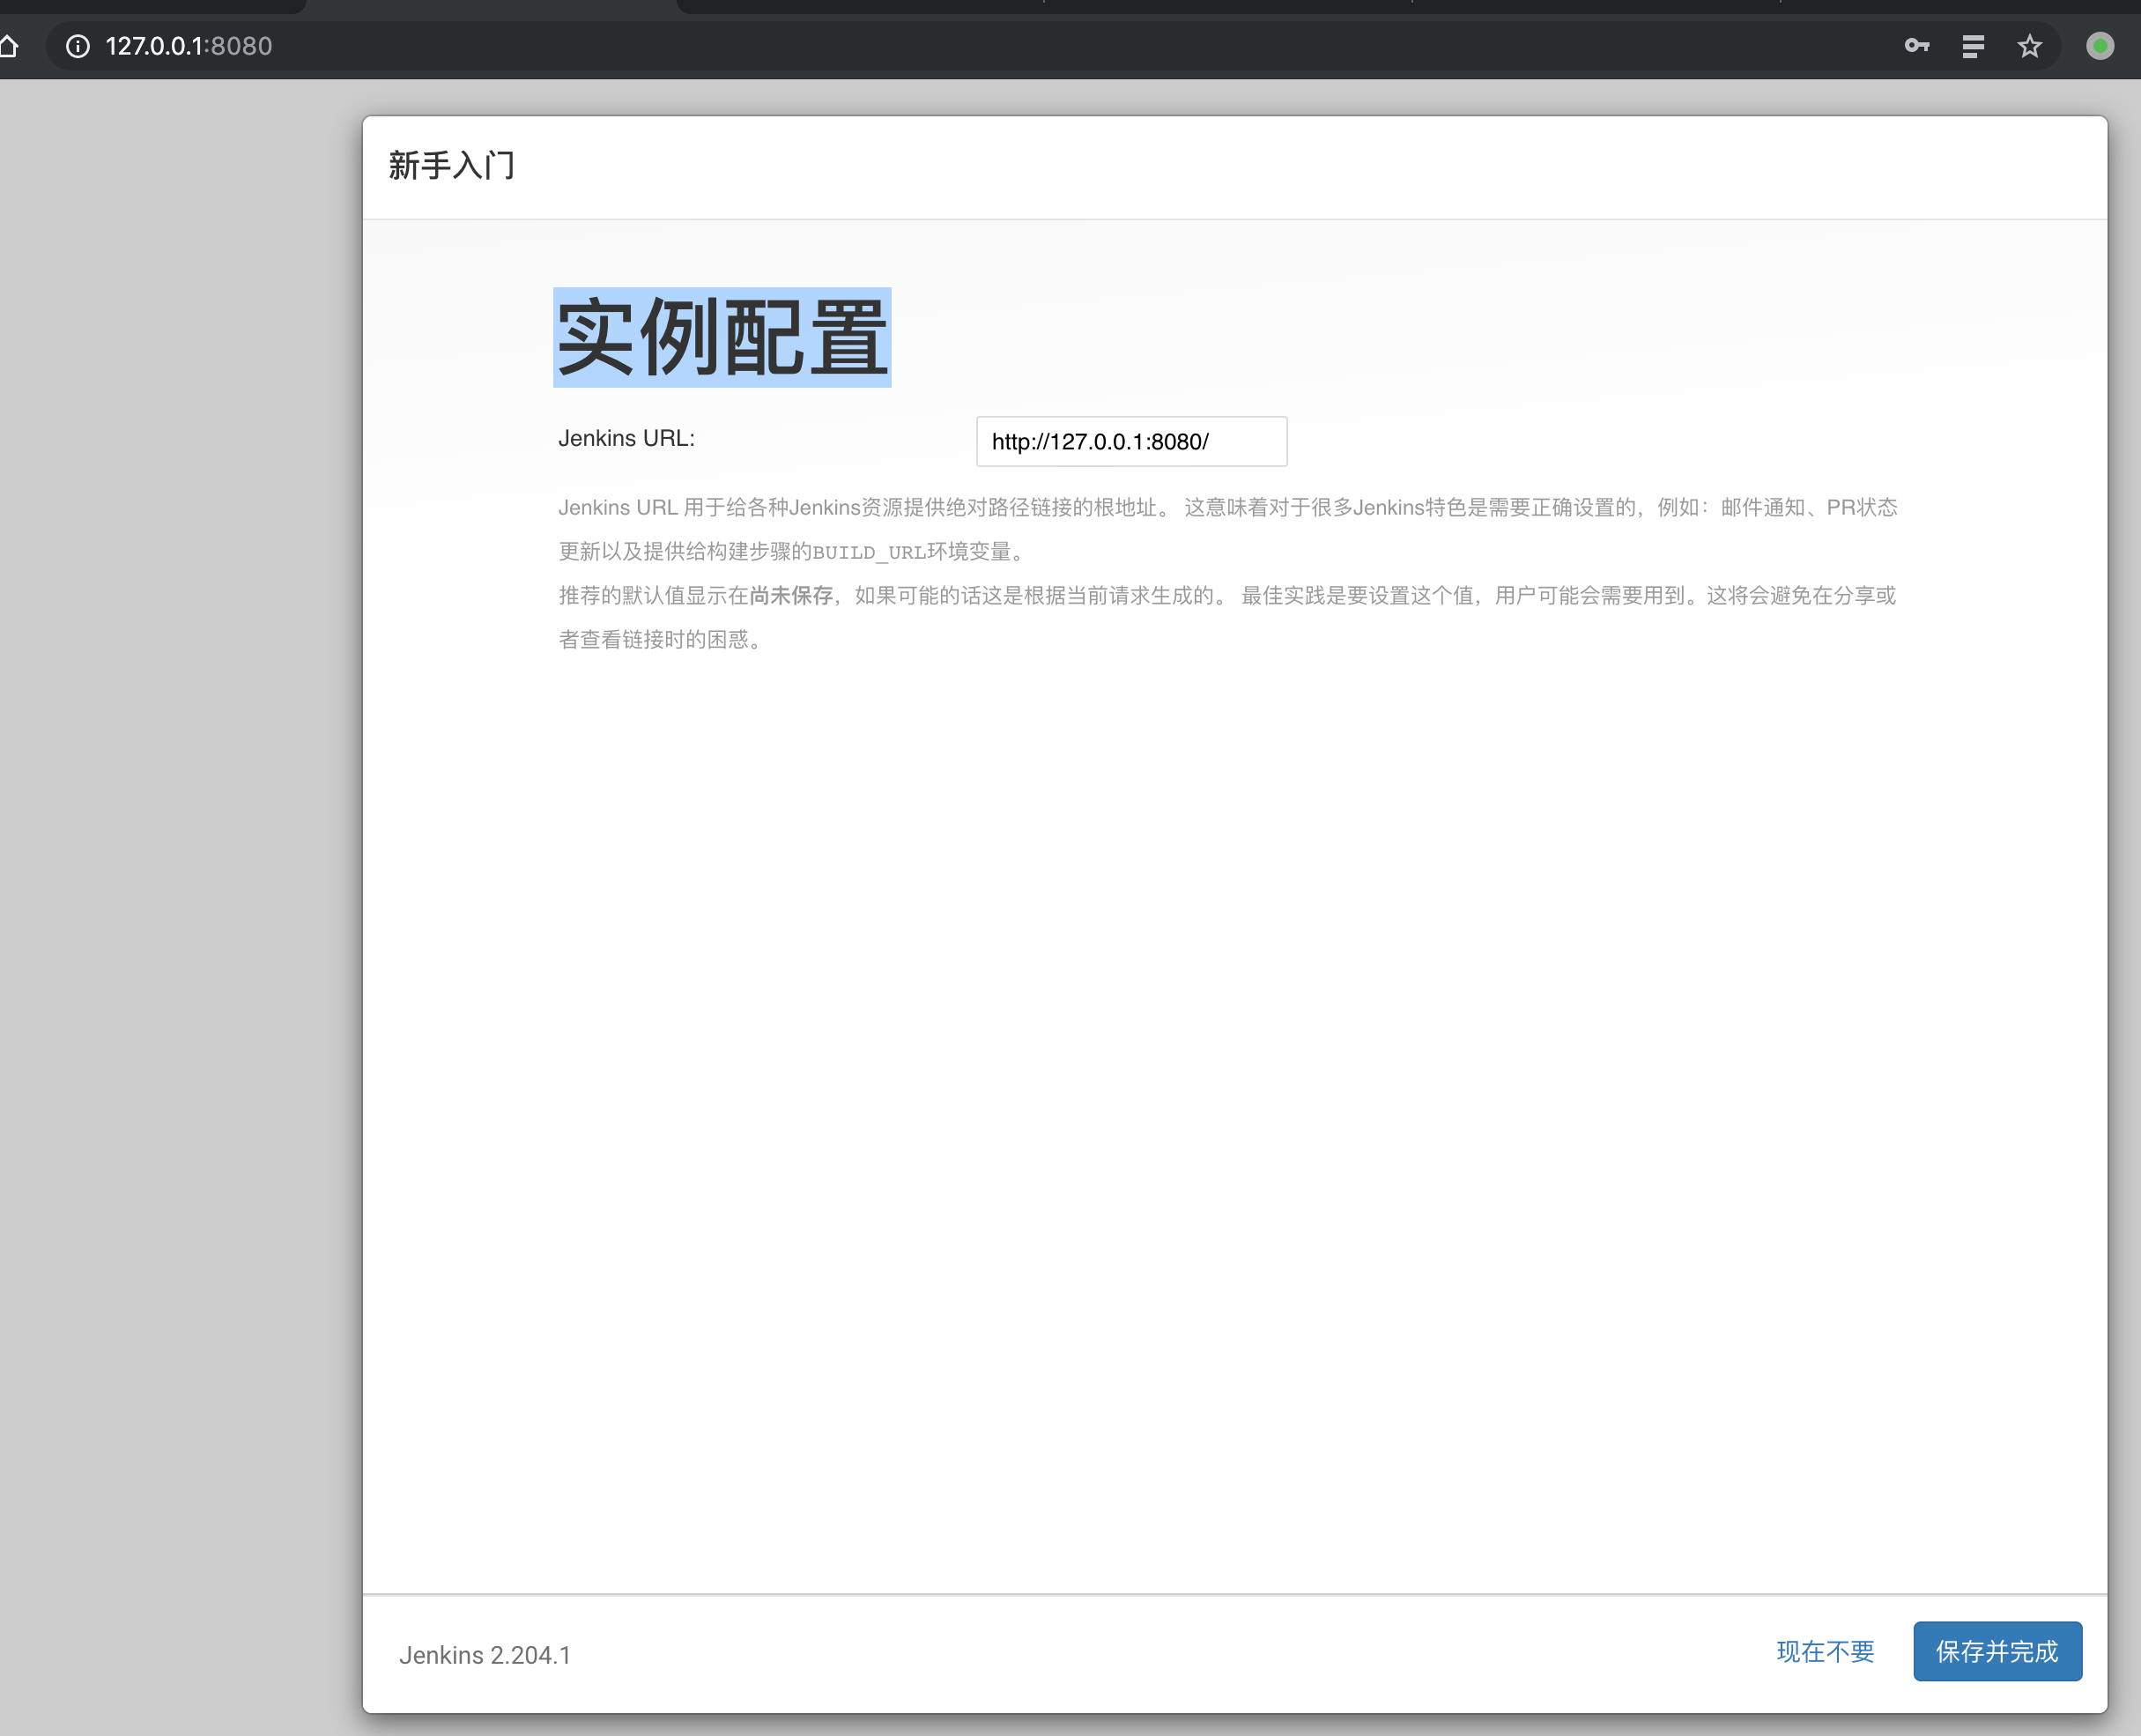 127.0.0.1:8080
新手入门
实例配置
Jenkins URL:
http://127.0.0.1:8080/
Jenkins URL 用于给各种Jenkins资源提供绝对路径链接的根地址。 这意味着对于很多Jenkins特色是需要正确设置的，例如：邮件通知、PR状态
更新以及提供给构建步骤的BUILD_URL环境变量。
推荐的默认值显示在尚未保存，如果可能的话这是根据当前请求生成的。 最佳实践是要设置这个值，用户可能会需要用到。这将会避免在分享或
者查看链接时的困惑。
Jenkins 2.204.1
现在不要
保存并完成